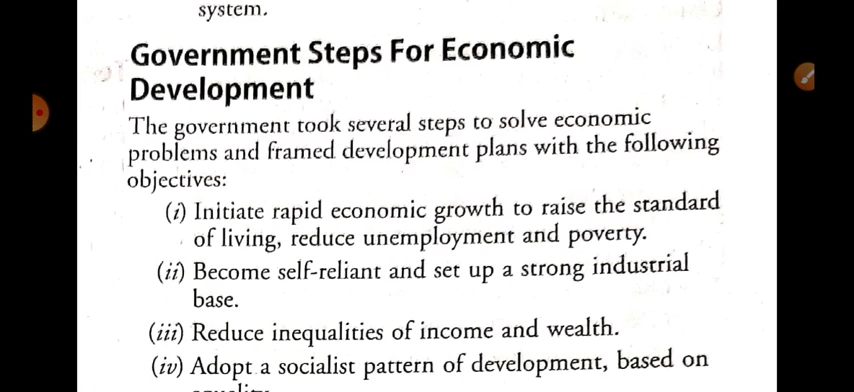 system.
Government Steps For Economic
Development
The government took several steps to solve economic
problems and framed development plans with the following
objectives:
(i) Initiate rapid economic growth to raise the standard
of living, reduce unemployment and poverty.
(ii) Become self-reliant and set up a strong industrial
base.
(iii) Reduce inequalities of income and wealth.
(iv) Adopt a socialist pattern of development, based on